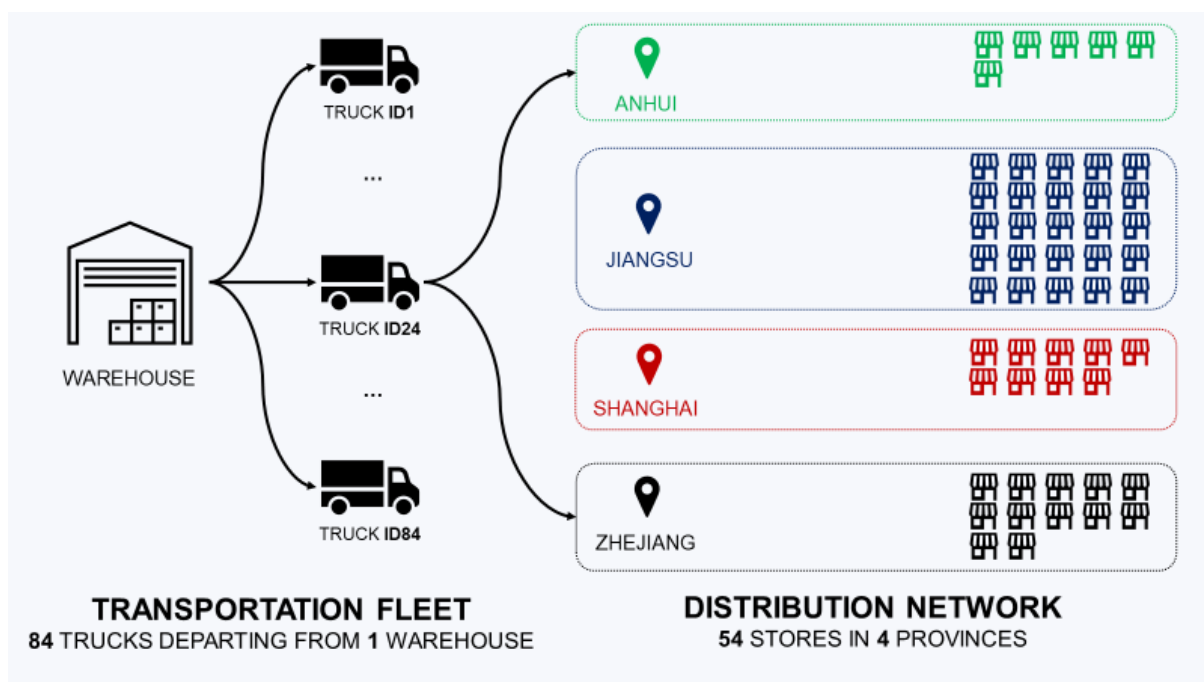 TRUCK ID1
...
TRUCK ID24
...
TRUCK ID84
WAREHOUSE
ANHUI
JIANGSU
SHANGHAI
ZHEJIANG
TRANSPORTATION FLEET
84 TRUCKS DEPARTING FROM 1 WAREHOUSE
DISTRIBUTION NETWORK
54 STORES IN 4 PROVINCES